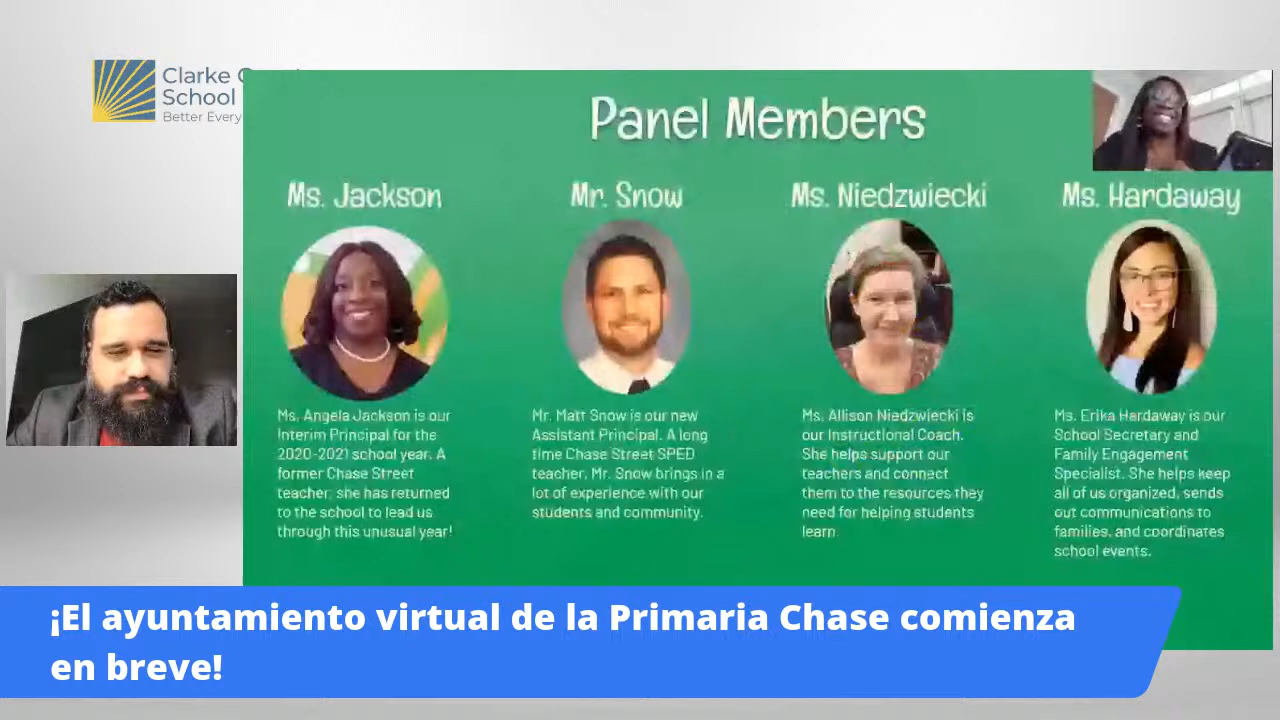 Clarke
School
Better Every
Panel Members
Ms. Jackson
Mr. Snow
Ms. Niedzwiecki
Ms. Hardaway
Ms. Angela Jackson is our
Interim Principal for the
2020-2021 school year. A
former Chase Street
teacher, she has returned
to the school to lead us
through this unusual year!
Mr. Matt Snow is our new
Assistant Principal. A long
time Chase Street SPED
teacher, Mr. Snow brings in a
lot of experience with our
students and community.
Ms. Allison Niedzwiecki is
our Instructional Coach.
She helps support our
teachers and connect
them to the resources they
need for helping students
learn.
Ms. Erika Hardaway is our
School Secretary and
Family Engagement
Specialist. She helps keep
all of us organized, sends
out communications to
families, and coordinates
school events.
¡El ayuntamiento virtual de la Primaria Chase comienza
en breve!